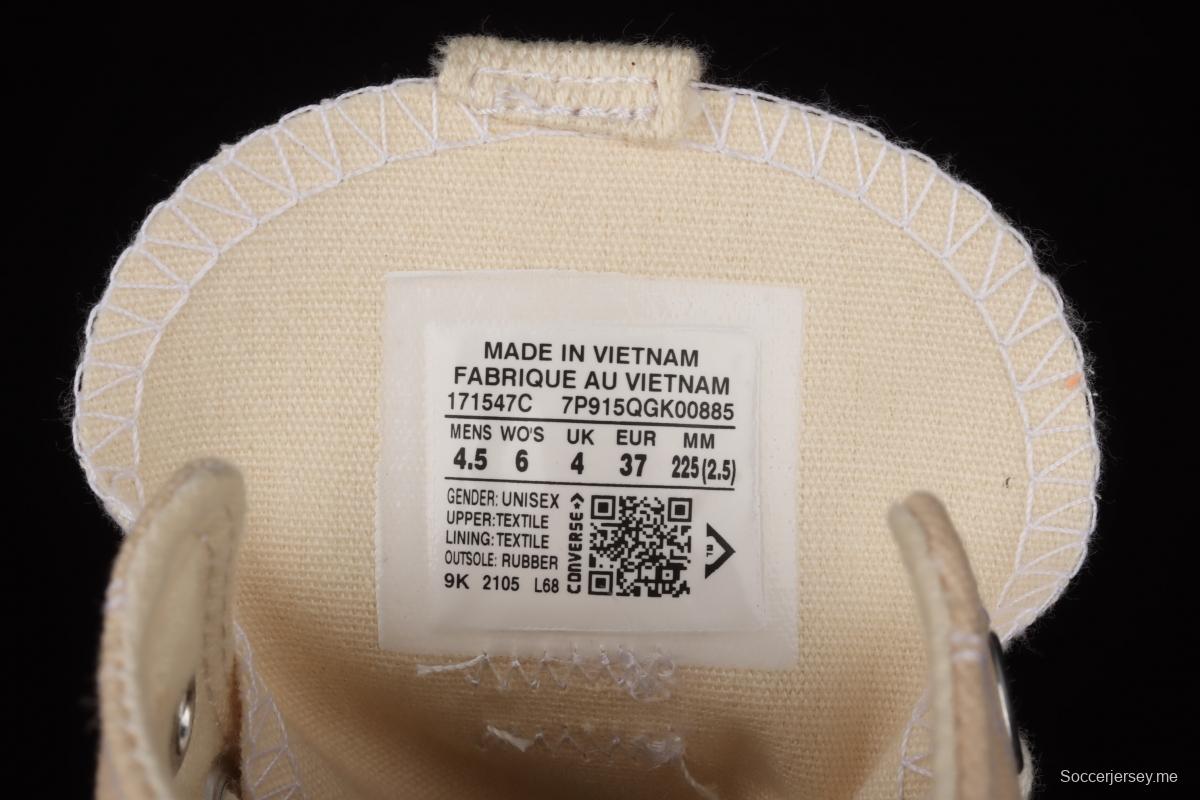 MADE IN VIETNAM
FABRIQUE AU VIETNAM
171547C 7P915QGK00885
MENS WO'S UK EUR MM
4.5 6 4 37 225(2.5)
GENDER: UNISEX
UPPER:TEXTILE
LINING:TEXTILE
OUTSOLE: RUBBER
9K 2105 L68
CONVERSE
TM
Soccerjersey.me